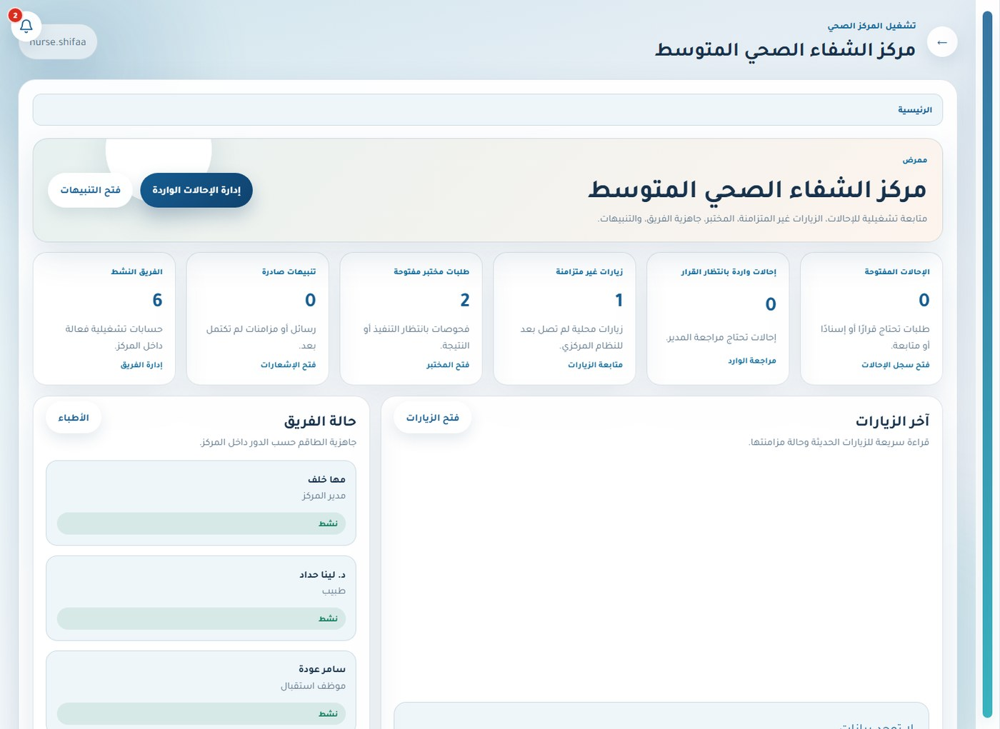 تشغيل المركز الصحي
مركز الشفاء الصحي المتوسط
←
2
nurse.shifaa
الرئيسية
ممرض
مركز الشفاء الصحي المتوسط
متابعة تشغيلية للإحالات، الزيارات غير المتزامنة، المختبر، جاهزية الفريق، والتنبيهات.
إدارة الإحالات الواردة
فتح التنبيهات
الإحالات المفتوحة
0
طلبات تحتاج قرارًا أو إسنادًا
أو متابعة.
فتح سجل الإحالات
إحالات واردة بانتظار القرار
0
إحالات تحتاج مراجعة المدير.
مراجعة الوارد
زيارات غير متزامنة
1
زيارات محلية لم تصل بعد
للنظام المركزي.
متابعة الزيارات
طلبات مختبر مفتوحة
2
فحوصات بانتظار التنفيذ أو
النتيجة.
فتح المختبر
تنبيهات صادرة
0
رسائل أو مزامنات لم تكتمل
بعد.
فتح الإشعارات
الفريق النشط
6
حسابات تشغيلية فعالة
داخل المركز.
إدارة الفريق
آخر الزيارات
قراءة سريعة للزيارات الحديثة وحالة مزامنتها.
فتح الزيارات
لا توجد بيانات
حالة الفريق
جاهزية الطاقم حسب الدور داخل المركز.
الأطباء
مها خلف
مدير المركز
نشط
د. لينا حداد
طبيب
نشط
سامر عودة
موظف استقبال
نشط